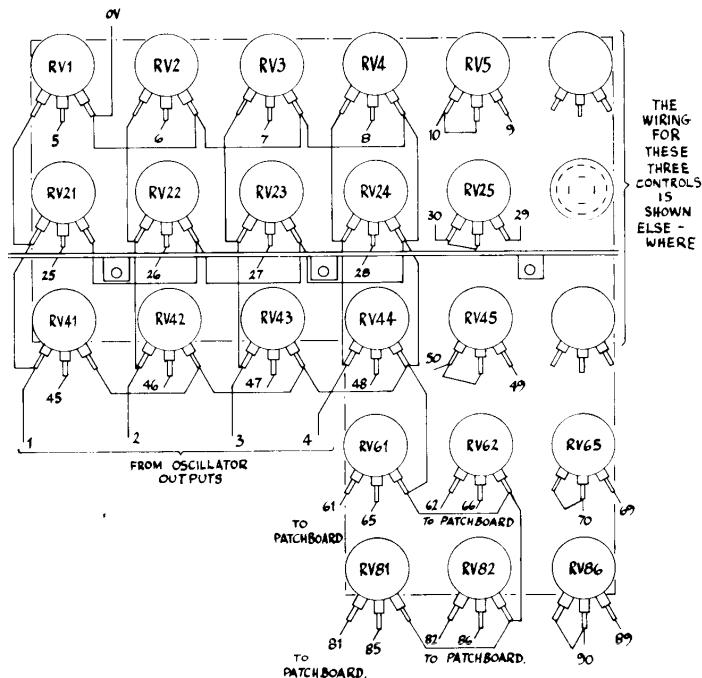 0V
RV1 RV2 RV3 RV4 RV5
5 6 7 8 10 9
THE
WIRING
FOR
THESE
THREE
CONTROLS
IS
SHOWN
ELSE -
WHERE
RV21 RV22 RV23 RV24 RV25
30 29
25 26 27 28
RV41 RV42 RV43 RV44 RV45
50
45 46 47 48 49
1 2 3 4
FROM OSCILLATOR
OUTPUTS
RV61 RV62 RV65
61 65 62 66 70 69
TO
PATCHBOARD
TO PATCHBOARD
RV81 RV82 RV86
81 85 82 86 90 89
TO
PATCHBOARD.
TO PATCHBOARD.